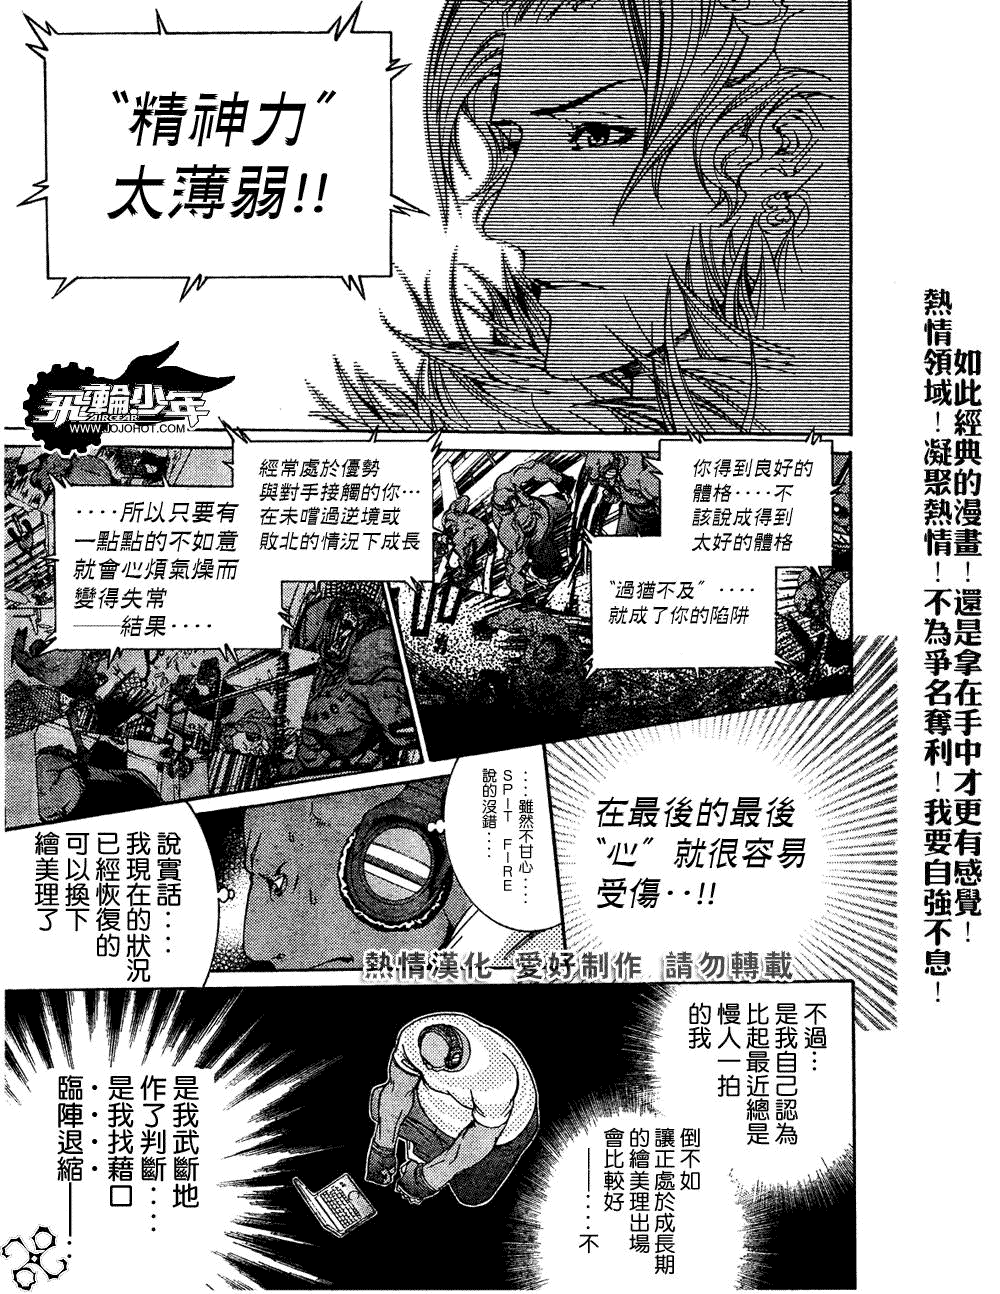 “精神力”
太薄弱!!
飛輪少年
AIRGEAR
WWW.JOJOHOT.COM
你得到良好的
體格‥‥不
該說成得到
太好的體格
“過猶不及”‥‥
就成了你的陷阱
經常處於優勢
與對手接觸的你…
在未嚐過逆境或
敗北的情況下成長
‥‥所以只要有
一點點的不如意
就會心煩氣燥而
變得失常
——結果‥‥
在最後的最後
“心”就很容易
受傷‥!!
‥‥雖然不甘心‥‥
SPIT FIRE
說的沒錯‥‥
說實話‥‥
我現在的狀況
已經恢復的
可以換下
繪美理了
熱情漢化 愛好制作 請勿轉載
不過…
是我自己認為
比起最近總是
慢人一拍
的我
倒不如
讓正處於成長期
的繪美理出場
會比較好
——‥‥不
是我武斷地
作了判斷‥‥
是我找藉口
‥‥‥
臨陣退縮——‥‥
如此經典的漫畫！還是拿在手中才更有感覺！
熱情領域！凝聚熱情！不為爭名奪利！我要自強不息！